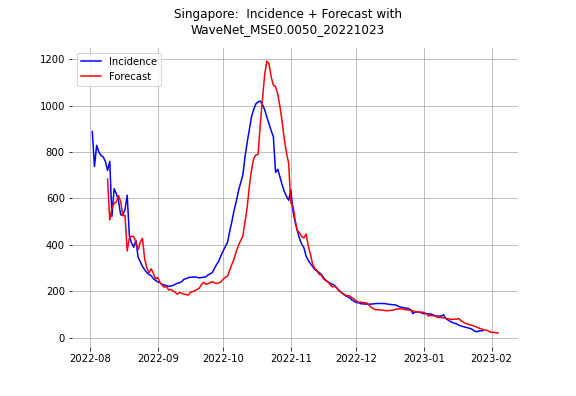 Singapore:  Incidence + Forecast with
WaveNet_MSE0.0050_20221023
Incidence
Forecast
1200
1000
800
600
400
200
0
2022-08 2022-09 2022-10 2022-11 2022-12 2023-01 2023-02